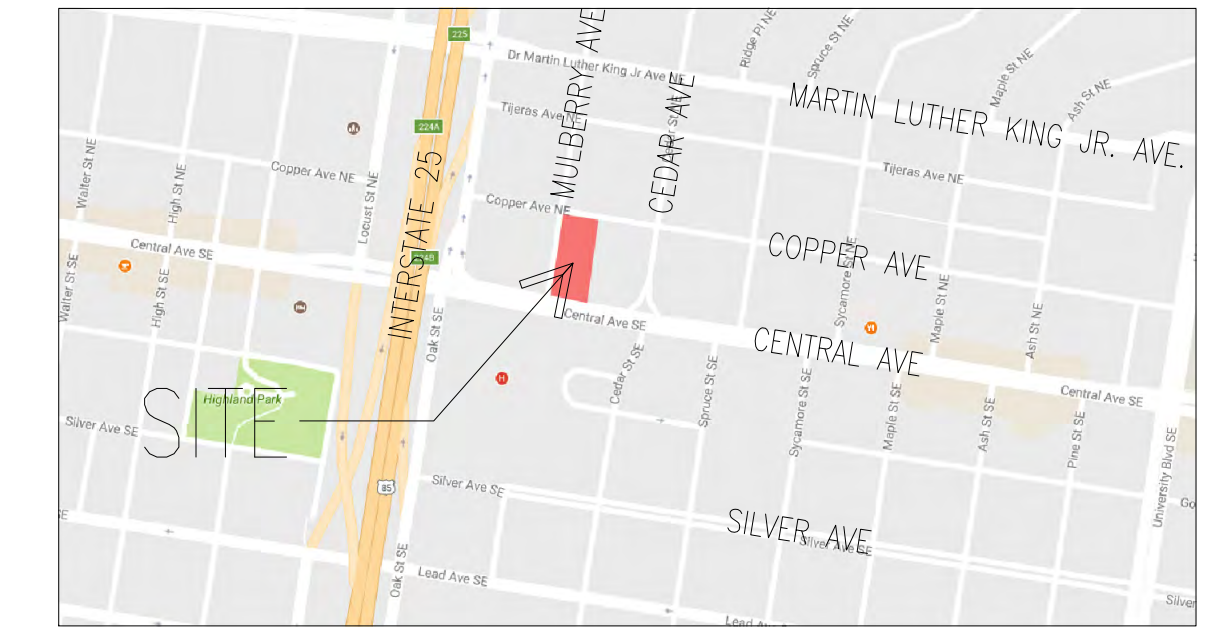 225
Dr Martin Luther King Jr Ave NE
MULBERRY AVE
Ridge Pl NE
Spruce St NE
Maple St NE
Ash St NE
MARTIN LUTHER KING JR. AVE.
Tijeras Ave NE
CEDAR AVE
224A
Walter St NE
High St NE
Copper Ave NE
Locust St NE
INTERSTATE 25
Copper Ave NE
Tijeras Ave NE
COPPER AVE
Central Ave SE
224B
Sycamore St NE
Maple St NE
Ash St NE
Walter St SE
High St SE
Oak St SE
Central Ave SE
CENTRAL AVE
Central Ave SE
H
Highland Park
SITE
Cedar St SE
Spruce St SE
Sycamore St SE
Maple St SE
Ash St SE
Pine St SE
University Blvd SE
Silver Ave SE
85
Silver Ave SE
SILVER AVE
Silver Ave SE
Go
SE
Oak St SE
Lead Ave SE
Silver
Lead Ave